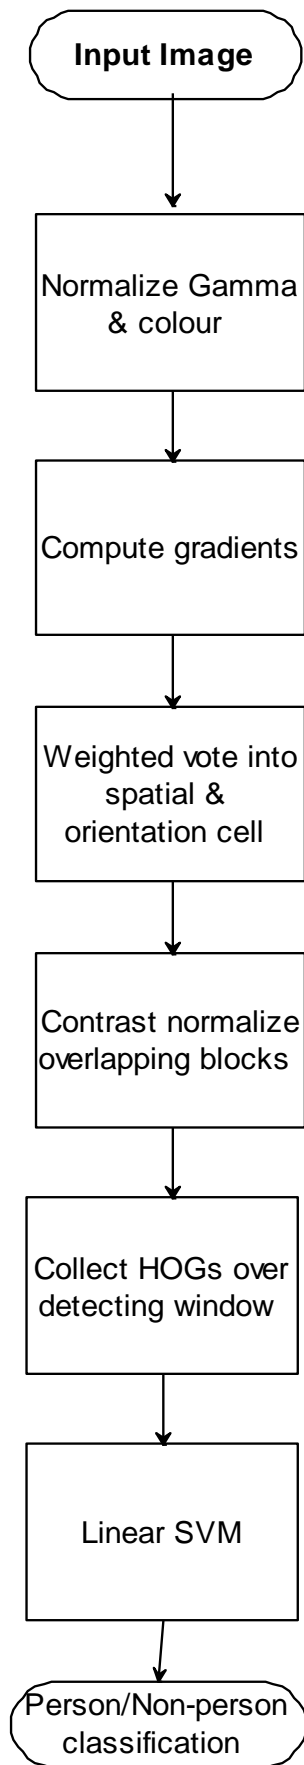 Input Image
Normalize Gamma
& colour
Compute gradients
Weighted vote into
spatial &
orientation cell
Contrast normalize
overlapping blocks
Collect HOGs over
detecting window
Linear SVM
Person/Non-person
classification